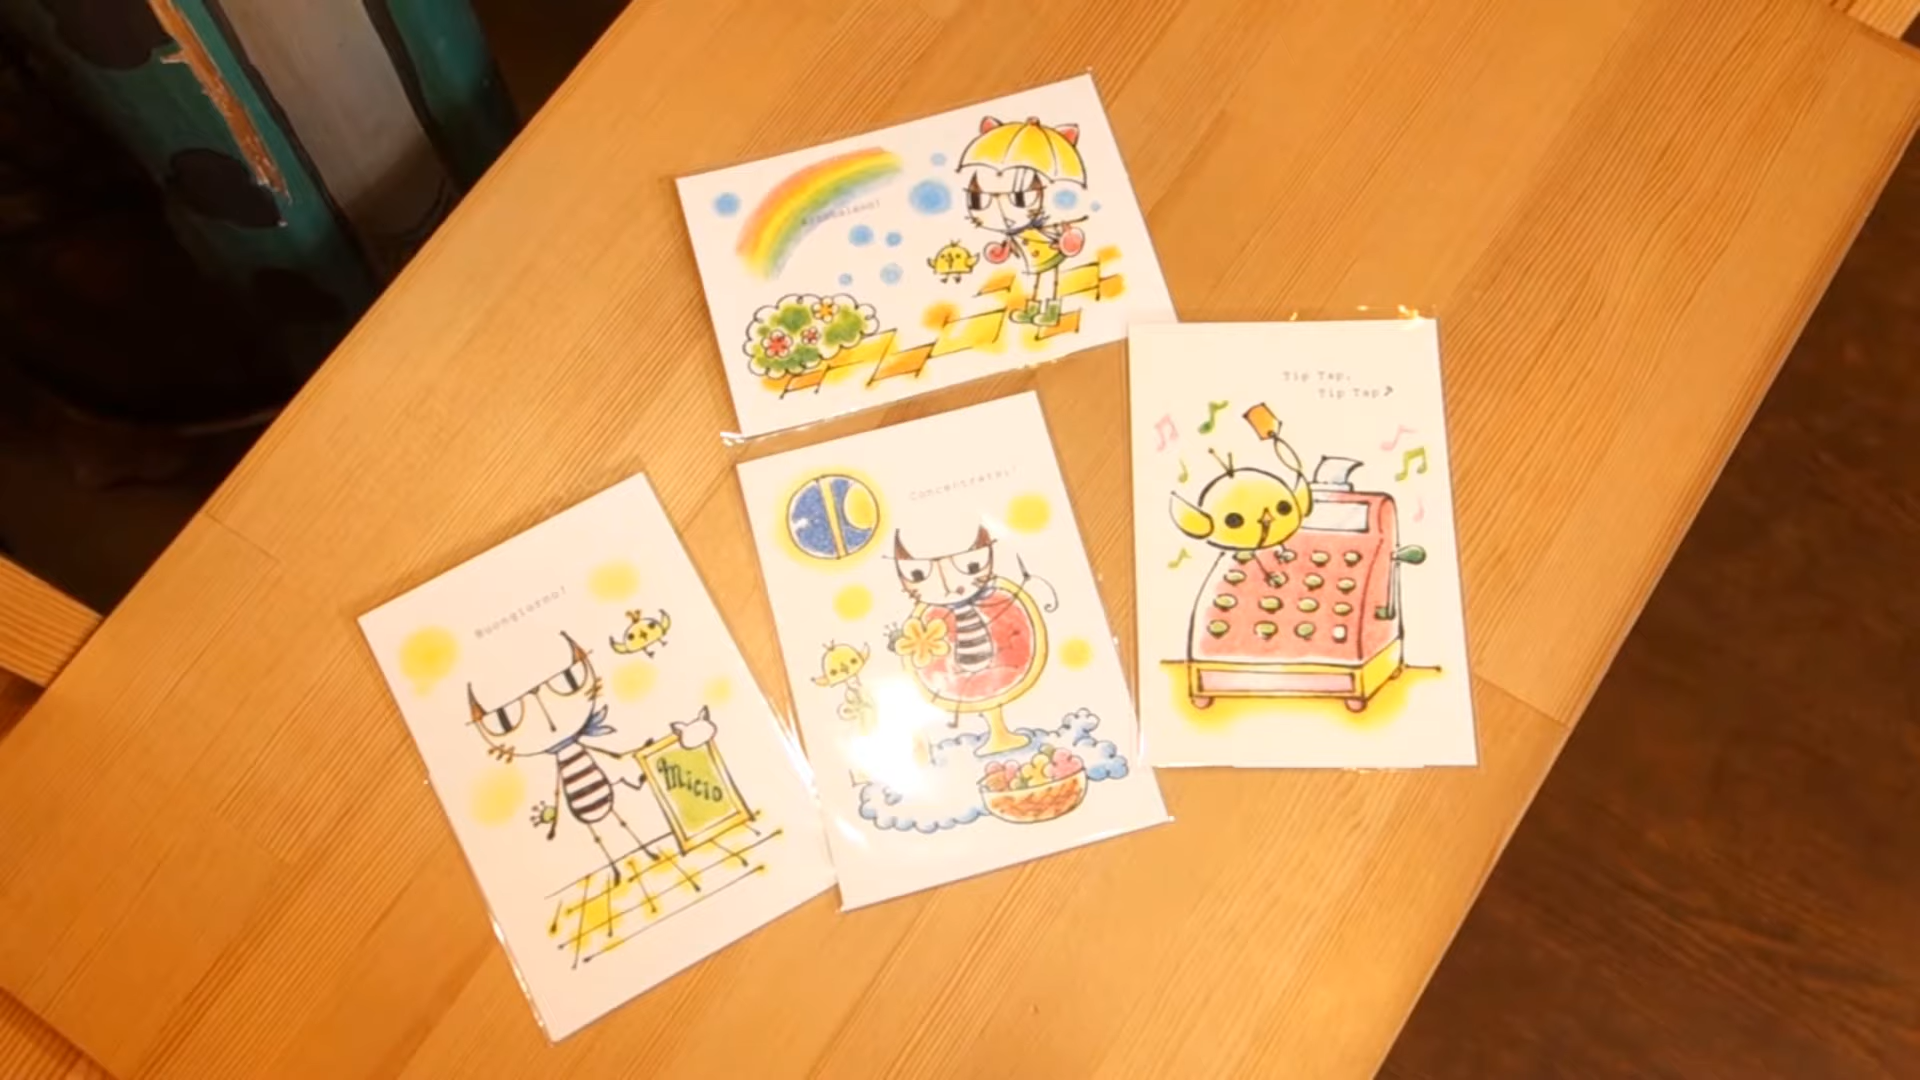 Buongiorno!
Micio
Concentrato!
Tip Tap,
Tip Tap♪